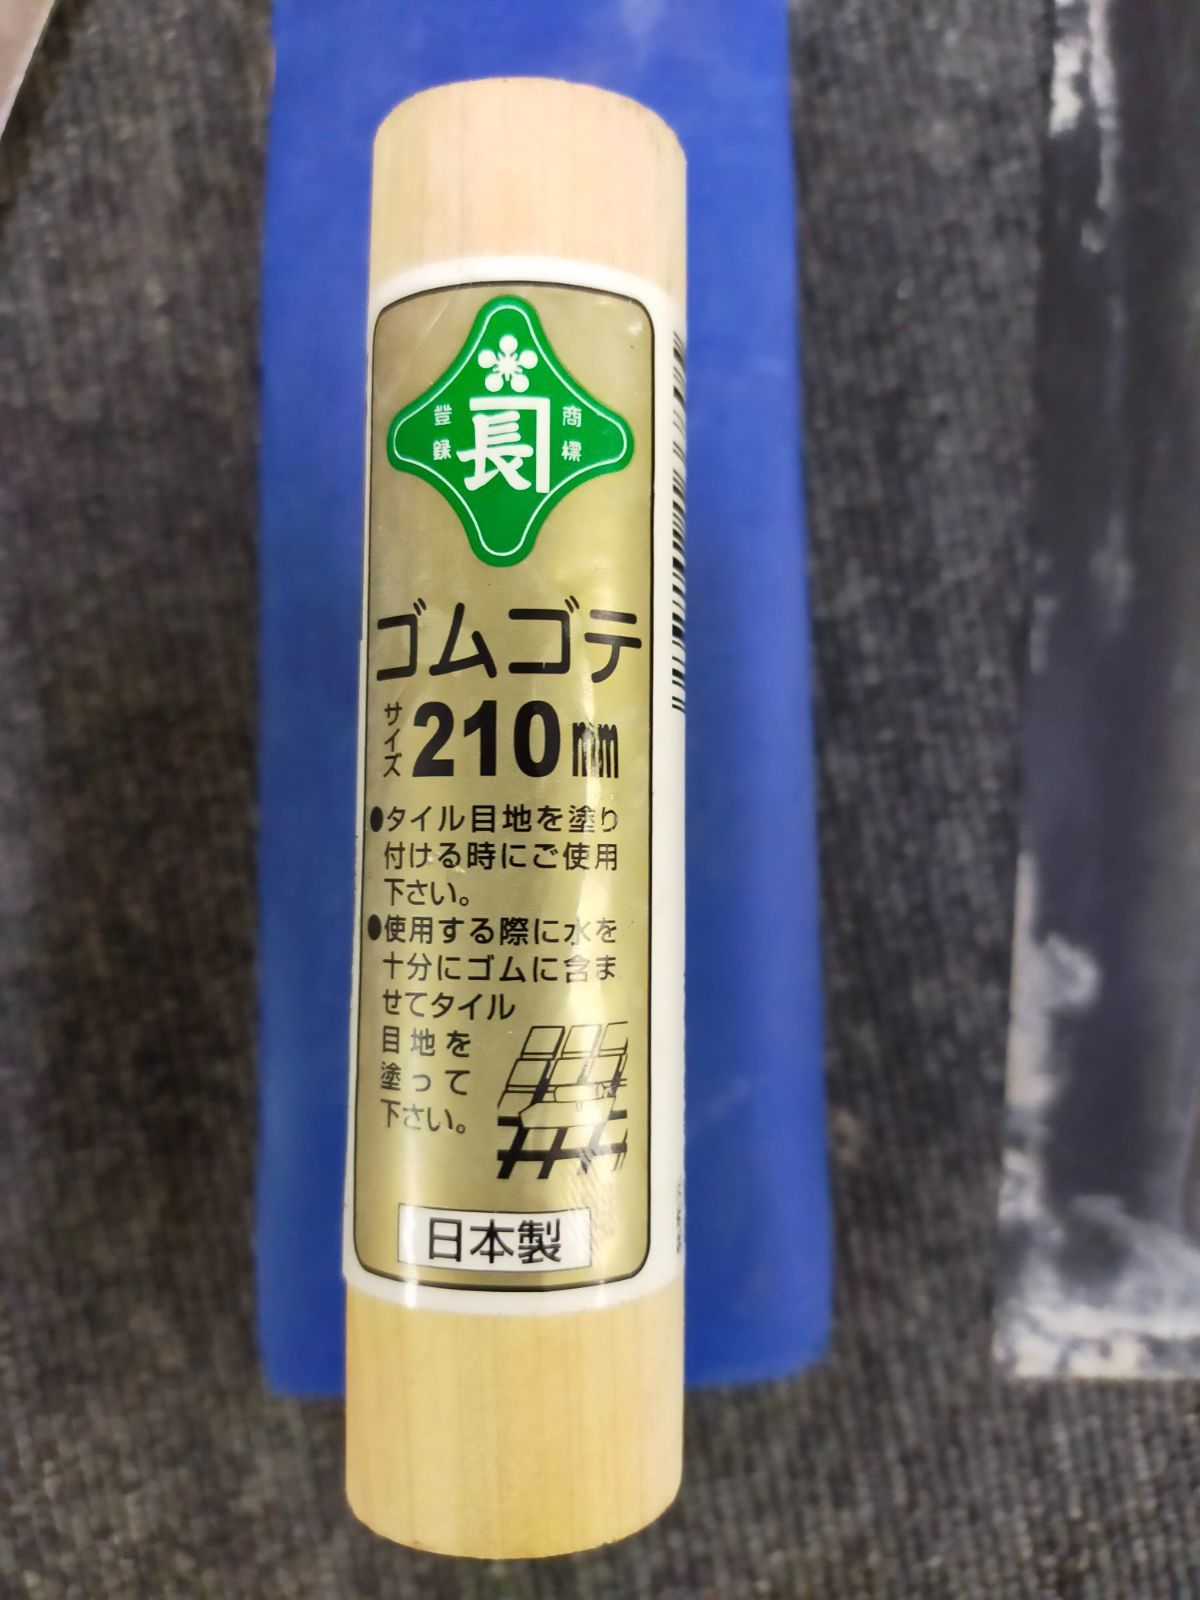 登録 商標
長
ゴムゴテ
サイズ 210mm
●タイル目地を塗り
付ける時にご使用
下さい。
●使用する際に水を
十分にゴムに含ま
せてタイル
目地を
塗って
下さい。
日本製